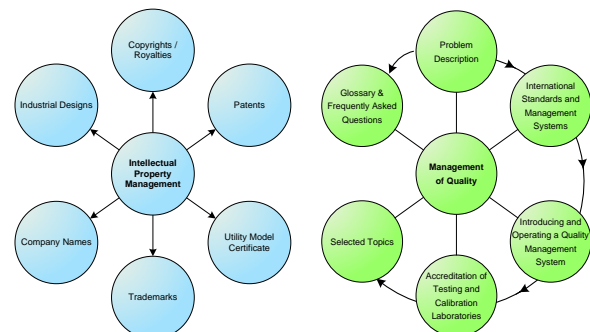 Copyrights /
Royalties
Industrial Designs
Patents
Intellectual
Property
Management
Company Names
Utility Model
Certificate
Trademarks
Problem
Description
Glossary &
Frequently Asked
Questions
International
Standards and
Management
Systems
Management
of Quality
Selected Topics
Introducing and
Operating a Quality
Management
System
Accreditation of
Testing and
Calibration
Laboratories